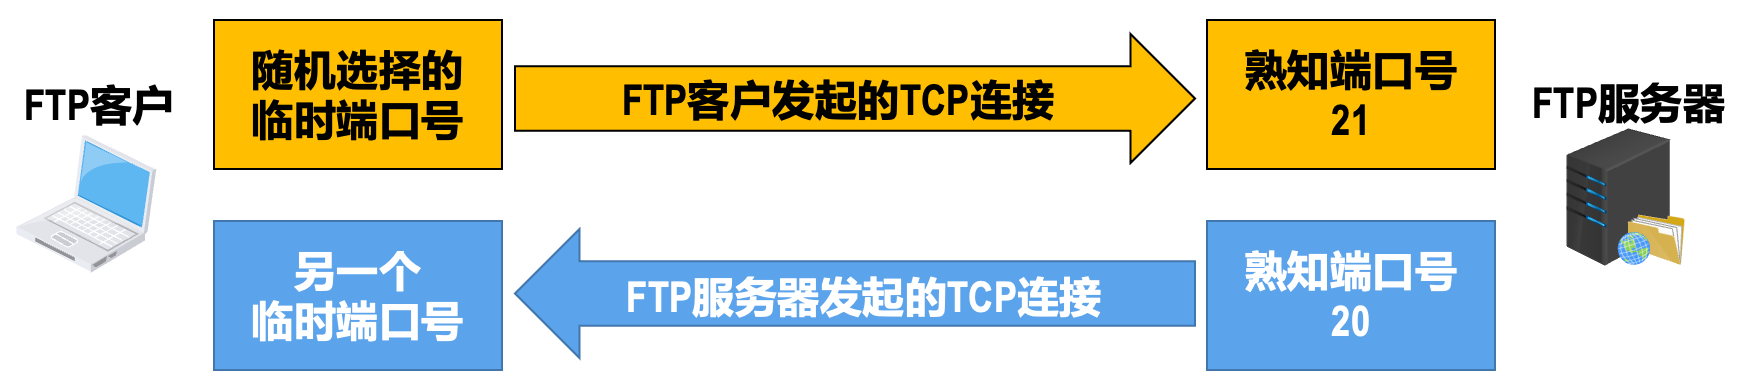 FTP客户
随机选择的
临时端口号
FTP客户发起的TCP连接
熟知端口号
21
FTP服务器
另一个
临时端口号
FTP服务器发起的TCP连接
熟知端口号
20